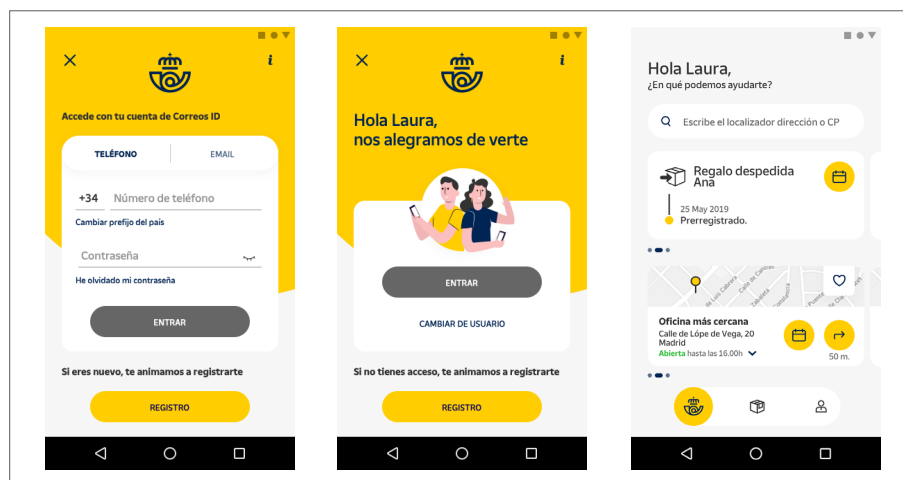 Accede con tu cuenta de Correos ID
TELÉFONO
EMAIL
+34
Número de teléfono
Cambiar prefijo del país
Contraseña
He olvidado mi contraseña
ENTRAR
Si eres nuevo, te animamos a registrarte
REGISTRO
Hola Laura,
nos alegramos de verte
ENTRAR
CAMBIAR DE USUARIO
Si no tienes acceso, te animamos a registrarte
REGISTRO
Hola Laura,
¿En qué podemos ayudarte?
Escribe el localizador dirección o CP
Regalo despedida
Ana
25 May 2019
Prerregistrado.
Oficina más cercana
Calle de Lópe de Vega, 20
Madrid
Abierta hasta las 16.00h
50 m.